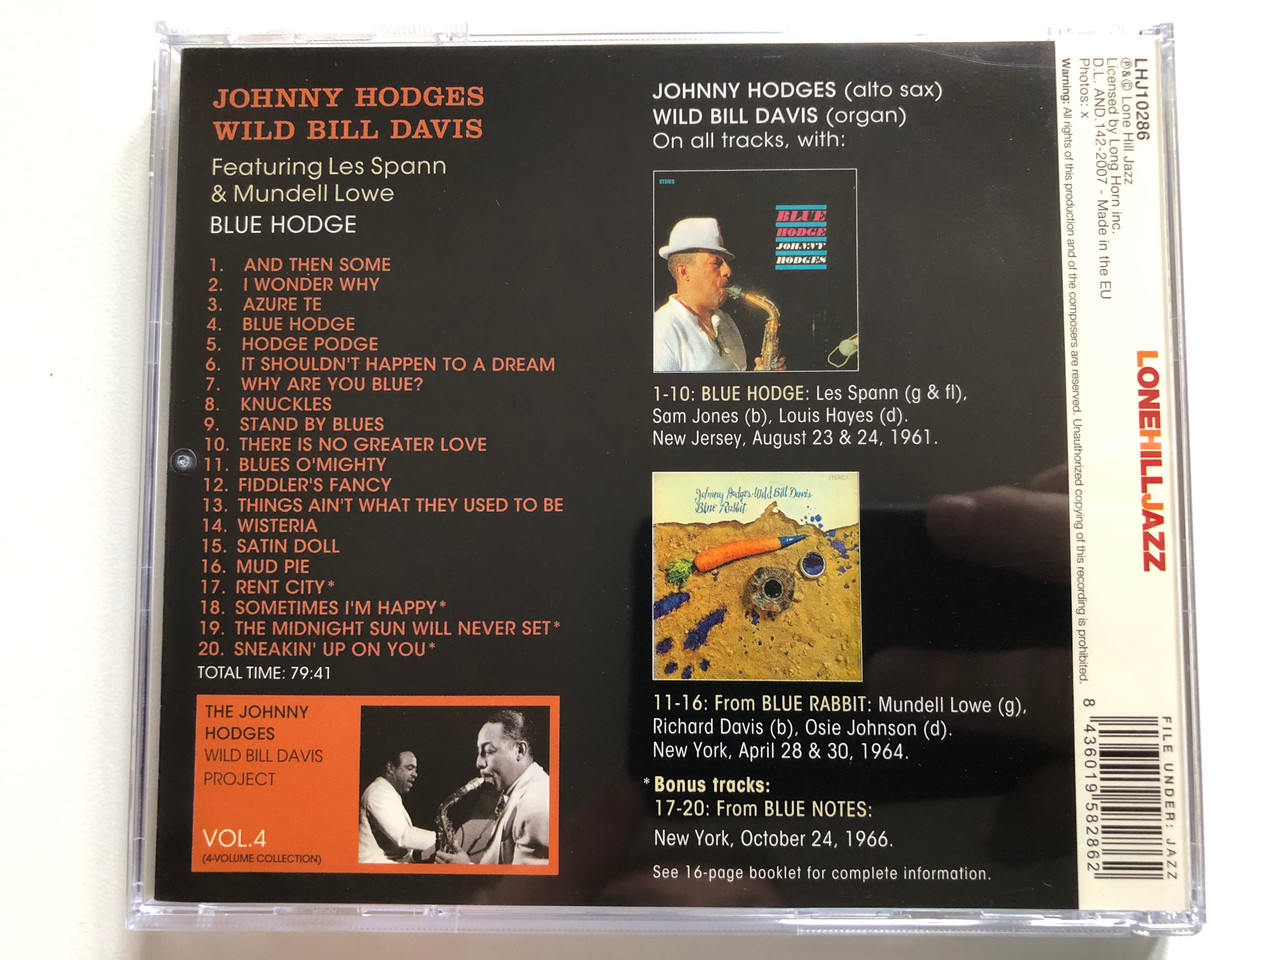 JOHNNY HODGES
WILD BILL DAVIS
Featuring Les Spann
& Mundell Lowe
BLUE HODGE
1. AND THEN SOME
2. I WONDER WHY
3. AZURE TE
4. BLUE HODGE
5. HODGE PODGE
6. IT SHOULDN'T HAPPEN TO A DREAM
7. WHY ARE YOU BLUE?
8. KNUCKLES
9. STAND BY BLUES
10. THERE IS NO GREATER LOVE
11. BLUES O'MIGHTY
12. FIDDLER'S FANCY
13. THINGS AIN'T WHAT THEY USED TO BE
14. WISTERIA
15. SATIN DOLL
16. MUD PIE
17. RENT CITY*
18. SOMETIMES I'M HAPPY*
19. THE MIDNIGHT SUN WILL NEVER SET*
20. SNEAKIN' UP ON YOU*
TOTAL TIME: 79:41
THE JOHNNY
HODGES
WILD BILL DAVIS
PROJECT
VOL.4
(4-VOLUME COLLECTION)
JOHNNY HODGES (alto sax)
WILD BILL DAVIS (organ)
On all tracks, with:
STEREO
BLUE
HODGE
JOHNNY
HODGES
1-10: BLUE HODGE: Les Spann (g & fl),
Sam Jones (b), Louis Hayes (d).
New Jersey, August 23 & 24, 1961.
STEREO
Johnny Hodges·Wild Bill Davis
Blue Rabbit
11-16: From BLUE RABBIT: Mundell Lowe (g),
Richard Davis (b), Osie Johnson (d).
New York, April 28 & 30, 1964.
*Bonus tracks:
17-20: From BLUE NOTES:
New York, October 24, 1966.
See 16-page booklet for complete information.
LHJ10286
℗&© Lone Hill Jazz
Licensed by Long Horn inc.
D.L. AND.142-2007 - Made in the EU
Photos: x
Warning: All rights of this production and of the composers are reserved. Unauthorized copying of this recording is prohibited.
LONEHILLJAZZ
FILE UNDER: JAZZ
8 436019 582862